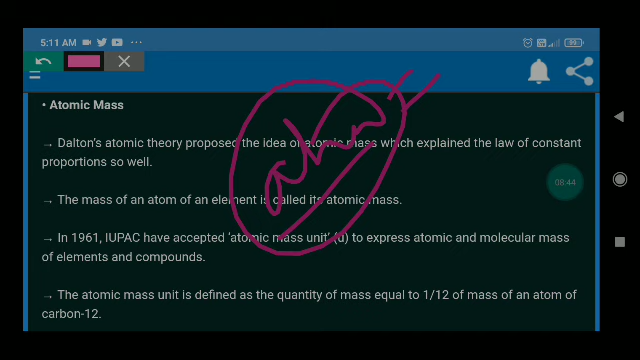 5:11 AM
99
• Atomic Mass
→ Dalton's atomic theory proposed the idea of atomic mass which explained the law of constant
proportions so well.
08:44
→ The mass of an atom of an element is called its atomic mass.
→ In 1961, IUPAC have accepted 'atomic mass unit' (u) to express atomic and molecular mass
of elements and compounds.
→ The atomic mass unit is defined as the quantity of mass equal to 1/12 of mass of an atom of
carbon-12.